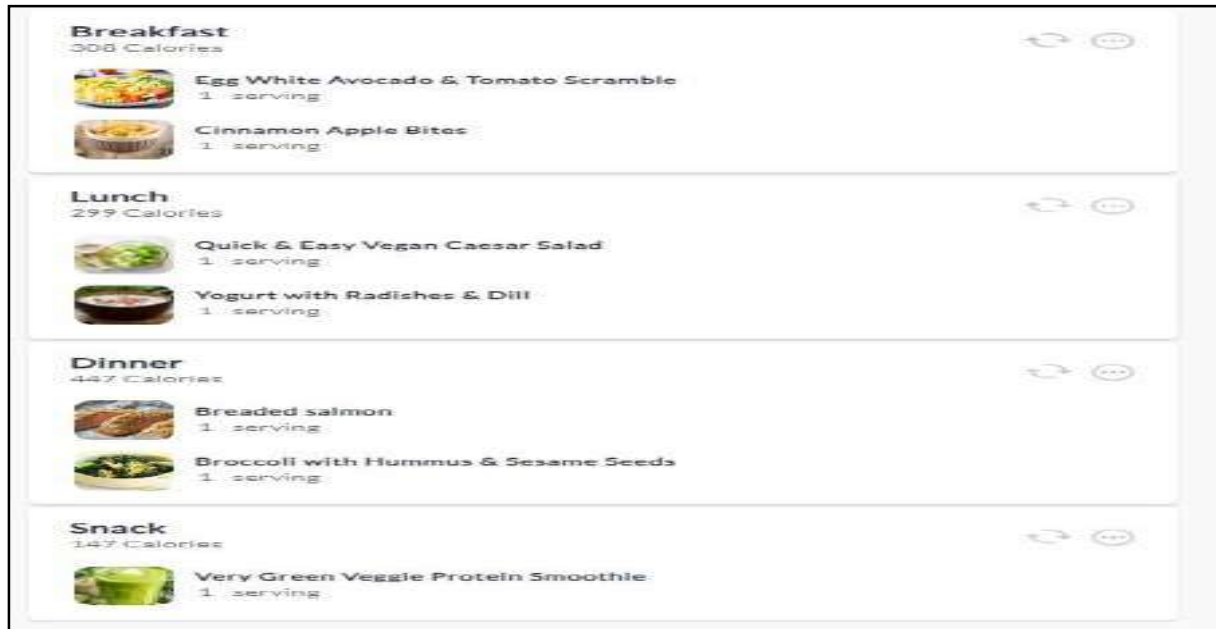 Breakfast
308 Calories
Egg White Avocado & Tomato Scramble
1 serving
Cinnamon Apple Bites
1 serving
Lunch
299 Calories
Quick & Easy Vegan Caesar Salad
1 serving
Yogurt with Radishes & Dill
1 serving
Dinner
447 Calories
Breaded salmon
1 serving
Broccoli with Hummus & Sesame Seeds
1 serving
Snack
147 Calories
Very Green Veggie Protein Smoothie
1 serving